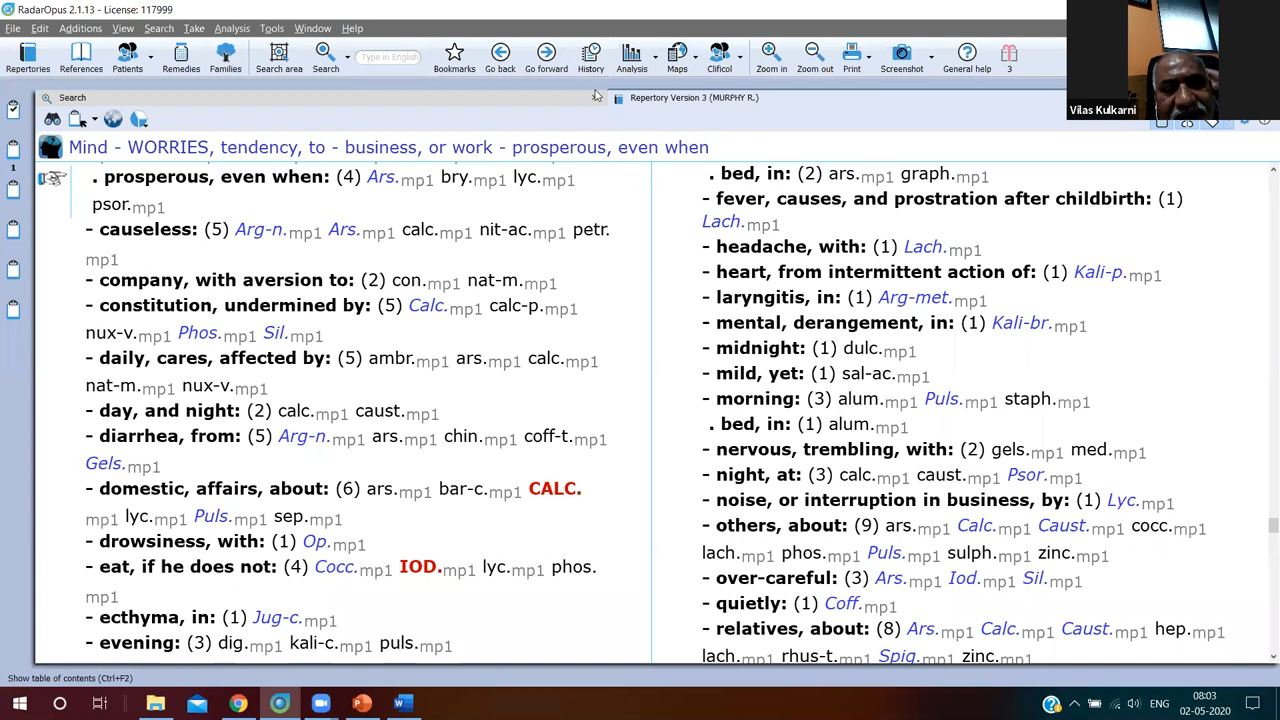 RadarOpus 2.1.13 - License: 117999
File Edit Additions View Search Take Analysis Tools Window Help
Repertories References Patients Remedies Families Search area Search Type in English Bookmarks Go back Go forward History Analysis Maps Clificol Zoom in Zoom out Print Screenshot General help 3
Vilas Kulkarni
Search
Repertory Version 3 (MURPHY R.)
Mind - WORRIES, tendency, to - business, or work - prosperous, even when
. prosperous, even when: (4) Ars.mp1 bry.mp1 lyc.mp1
psor.mp1
- causeless: (5) Arg-n.mp1 Ars.mp1 calc.mp1 nit-ac.mp1 petr.
mp1
- company, with aversion to: (2) con.mp1 nat-m.mp1
- constitution, undermined by: (5) Calc.mp1 calc-p.mp1
nux-v.mp1 Phos.mp1 Sil.mp1
- daily, cares, affected by: (5) ambr.mp1 ars.mp1 calc.mp1
nat-m.mp1 nux-v.mp1
- day, and night: (2) calc.mp1 caust.mp1
- diarrhea, from: (5) Arg-n.mp1 ars.mp1 chin.mp1 coff-t.mp1
Gels.mp1
- domestic, affairs, about: (6) ars.mp1 bar-c.mp1 CALC.
mp1 lyc.mp1 Puls.mp1 sep.mp1
- drowsiness, with: (1) Op.mp1
- eat, if he does not: (4) Cocc.mp1 IOD.mp1 lyc.mp1 phos.
mp1
- ecthyma, in: (1) Jug-c.mp1
- evening: (3) dig.mp1 kali-c.mp1 puls.mp1
. bed, in: (2) ars.mp1 graph.mp1
- fever, causes, and prostration after childbirth: (1)
Lach.mp1
- headache, with: (1) Lach.mp1
- heart, from intermittent action of: (1) Kali-p.mp1
- laryngitis, in: (1) Arg-met.mp1
- mental, derangement, in: (1) Kali-br.mp1
- midnight: (1) dulc.mp1
- mild, yet: (1) sal-ac.mp1
- morning: (3) alum.mp1 Puls.mp1 staph.mp1
. bed, in: (1) alum.mp1
- nervous, trembling, with: (2) gels.mp1 med.mp1
- night, at: (3) calc.mp1 caust.mp1 Psor.mp1
- noise, or interruption in business, by: (1) Lyc.mp1
- others, about: (9) ars.mp1 Calc.mp1 Caust.mp1 cocc.mp1
lach.mp1 phos.mp1 Puls.mp1 sulph.mp1 zinc.mp1
- over-careful: (3) Ars.mp1 Iod.mp1 Sil.mp1
- quietly: (1) Coff.mp1
- relatives, about: (8) Ars.mp1 Calc.mp1 Caust.mp1 hep.mp1
lach.mp1 rhus-t.mp1 Spig.mp1 zinc.mp1
1
Show table of contents (Ctrl+F2)
ENG
08:03
02-05-2020